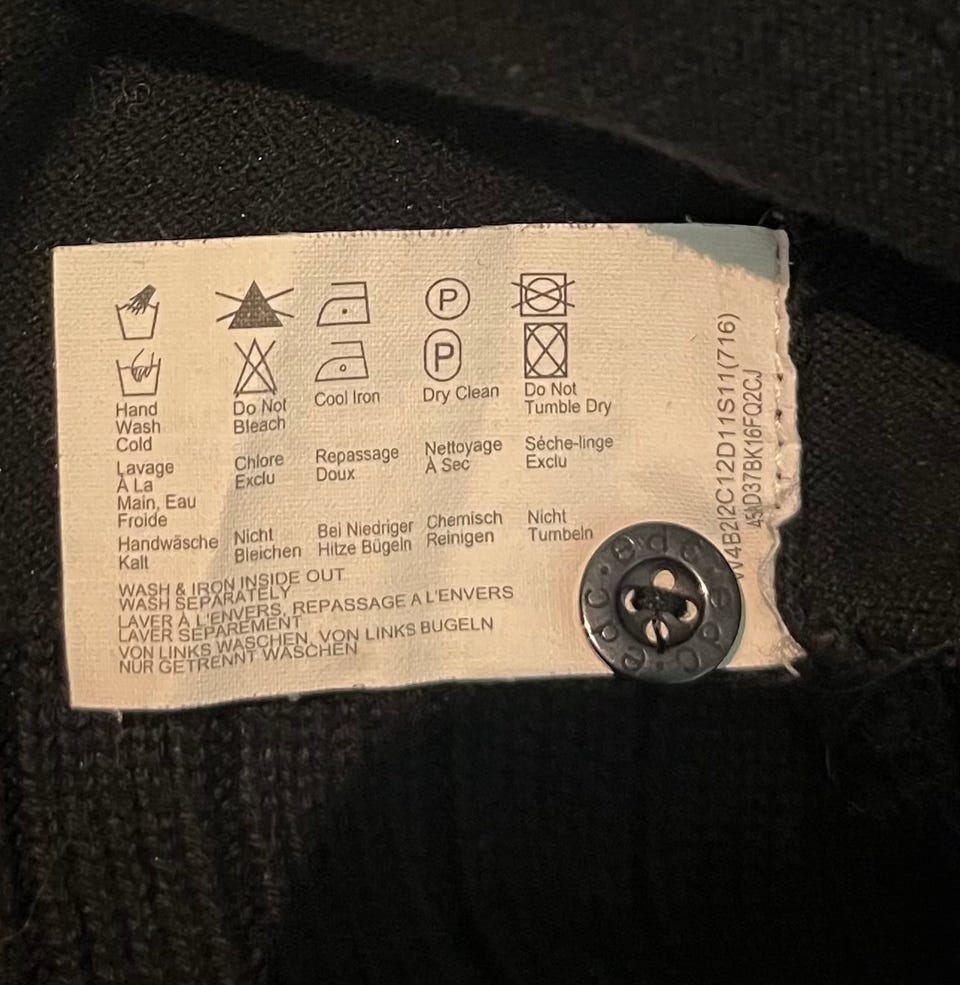 P
P
Hand
Wash
Cold
Do Not
Bleach
Cool Iron
Dry Clean
Do Not
Tumble Dry
Lavage
À La
Main, Eau
Froide
Chlore
Exclu
Repassage
Doux
Nettoyage
À Sec
Séche-linge
Exclu
Handwäsche
Kalt
Nicht
Bleichen
Bei Niedriger
Hitze Bügeln
Chemisch
Reinigen
Nicht
Tumbeln
WASH & IRON INSIDE OUT
WASH SEPARATELY
LAVER À L'ENVERS, REPASSAGE A L'ENVERS
LAVER SÉPAREMENT
VON LINKS WASCHEN, VON LINKS BUGELN
NUR GETRENNT WASCHEN
W4B2I2C12D11S11(716)
edc · edc ·